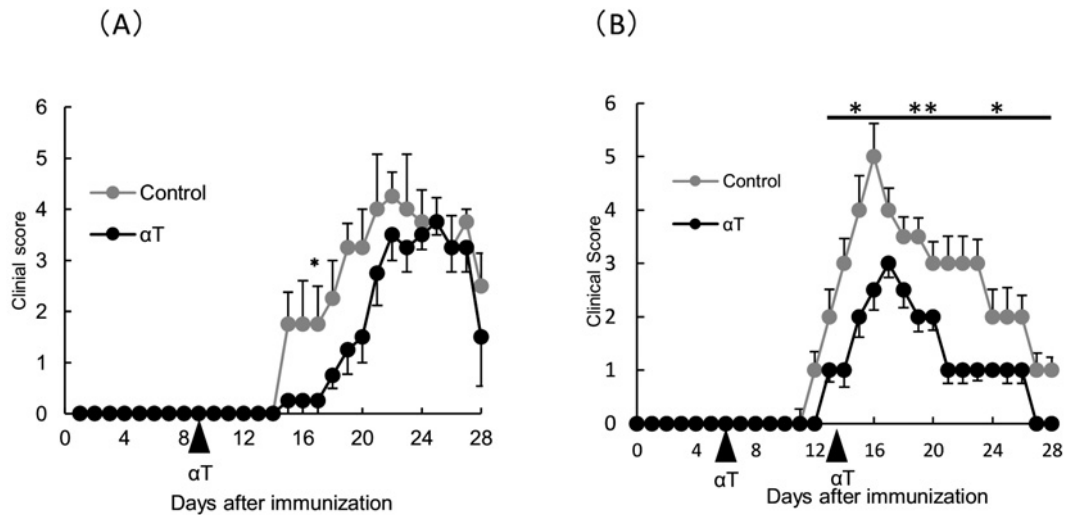 (A)
6
5
4
3
2
1
0
Clinial score
Control
αT
*
0 4 8 12 16 20 24 28
αT
Days after immunization
(B)
* ** *
6
5
4
3
2
1
0
Clinical Score
Control
αT
0 4 8 12 16 20 24 28
αT αT
Days after immunization